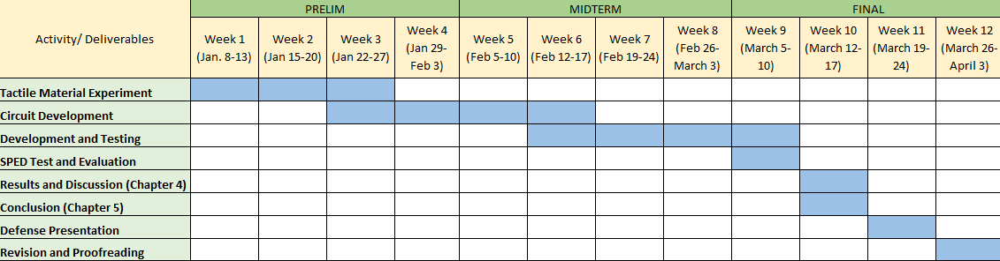 PRELIM MIDTERM FINAL
Activity/ Deliverables
Week 1
(Jan. 8-13)
Week 2
(Jan 15-20)
Week 3
(Jan 22-27)
Week 4
(Jan 29-
Feb 3)
Week 5
(Feb 5-10)
Week 6
(Feb 12-17)
Week 7
(Feb 19-24)
Week 8
(Feb 26-
March 3)
Week 9
(March 5-
10)
Week 10
(March 12-
17)
Week 11
(March 19-
24)
Week 12
(March 26-
April 3)
Tactile Material Experiment
Circuit Development
Development and Testing
SPED Test and Evaluation
Results and Discussion (Chapter 4)
Conclusion (Chapter 5)
Defense Presentation
Revision and Proofreading